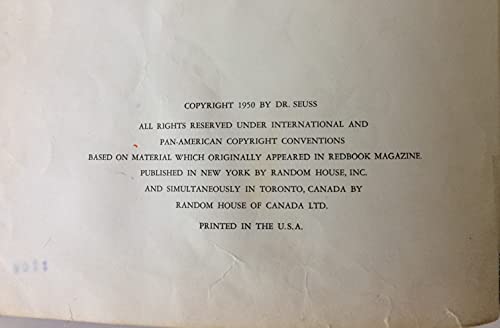 COPYRIGHT 1950 BY DR. SEUSS
ALL RIGHTS RESERVED UNDER INTERNATIONAL AND
PAN-AMERICAN COPYRIGHT CONVENTIONS
BASED ON MATERIAL WHICH ORIGINALLY APPEARED IN REDBOOK MAGAZINE.
PUBLISHED IN NEW YORK BY RANDOM HOUSE, INC.
AND SIMULTANEOUSLY IN TORONTO, CANADA BY
RANDOM HOUSE OF CANADA LTD.
PRINTED IN THE U.S.A.